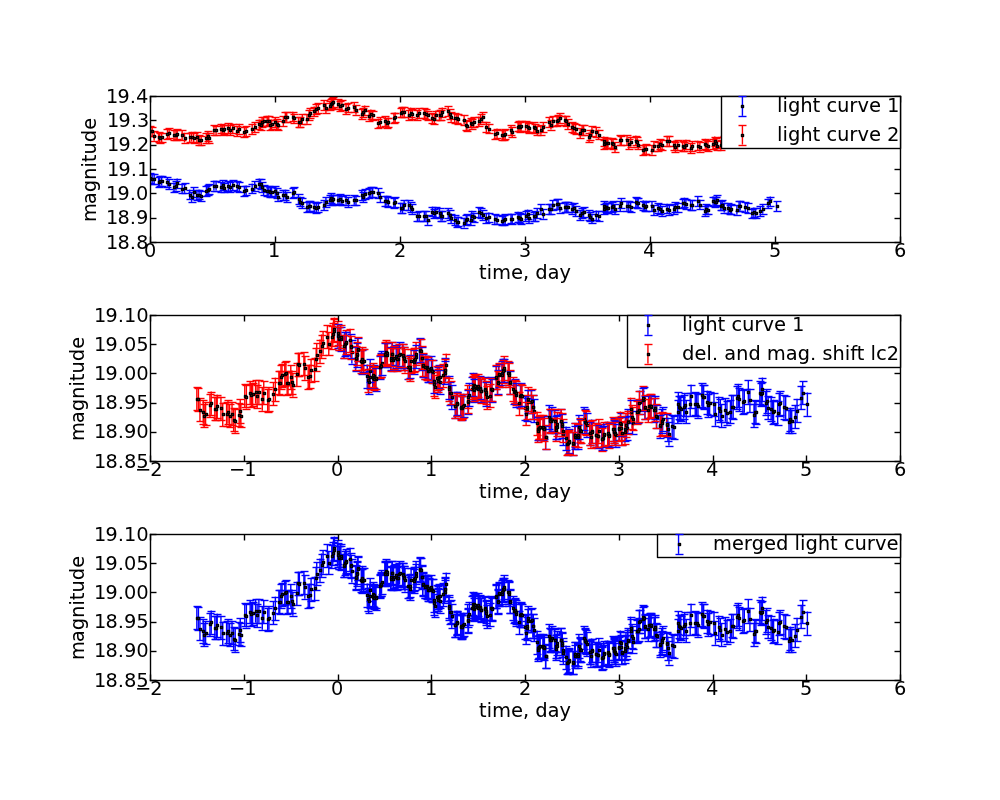 19.4
19.3
19.2
19.1
19.0
18.9
18.8
magnitude
light curve 1
light curve 2
0 1 2 3 4 5 6
time, day
19.10
19.05
19.00
18.95
18.90
18.85
magnitude
light curve 1
del. and mag. shift lc2
−2 −1 0 1 2 3 4 5 6
time, day
19.10
19.05
19.00
18.95
18.90
18.85
magnitude
merged light curve
−2 −1 0 1 2 3 4 5 6
time, day